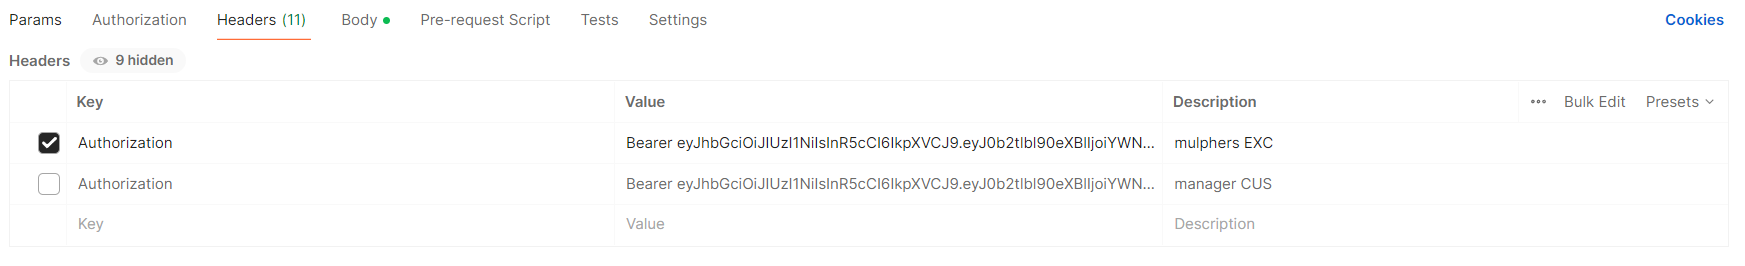 Params Authorization Headers (11) Body Pre-request Script Tests Settings Cookies
Headers 9 hidden
Key Value Description ••• Bulk Edit Presets
Authorization Bearer eyJhbGciOiJIUzI1NiIsInR5cCI6IkpXVCJ9.eyJ0b2tlbl90eXBlIjoiYWN... mulphers EXC
Authorization Bearer eyJhbGciOiJIUzI1NiIsInR5cCI6IkpXVCJ9.eyJ0b2tlbl90eXBlIjoiYWN... manager CUS
Key Value Description